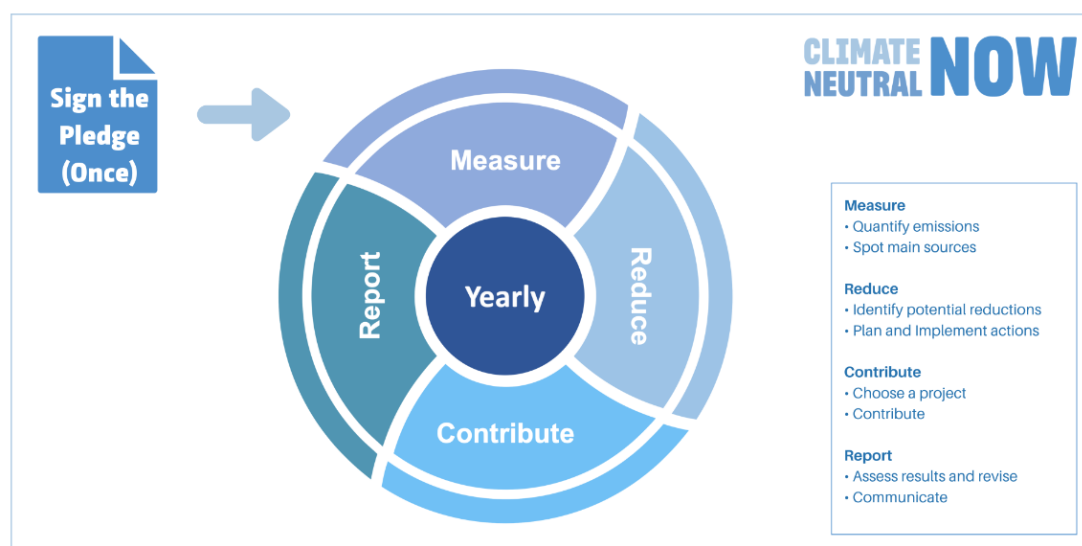 Sign the
Pledge
(Once)
CLIMATE
NEUTRAL NOW
Measure
Reduce
Contribute
Report
Yearly
Measure
• Quantify emissions
• Spot main sources
Reduce
• Identify potential reductions
• Plan and Implement actions
Contribute
• Choose a project
• Contribute
Report
• Assess results and revise
• Communicate